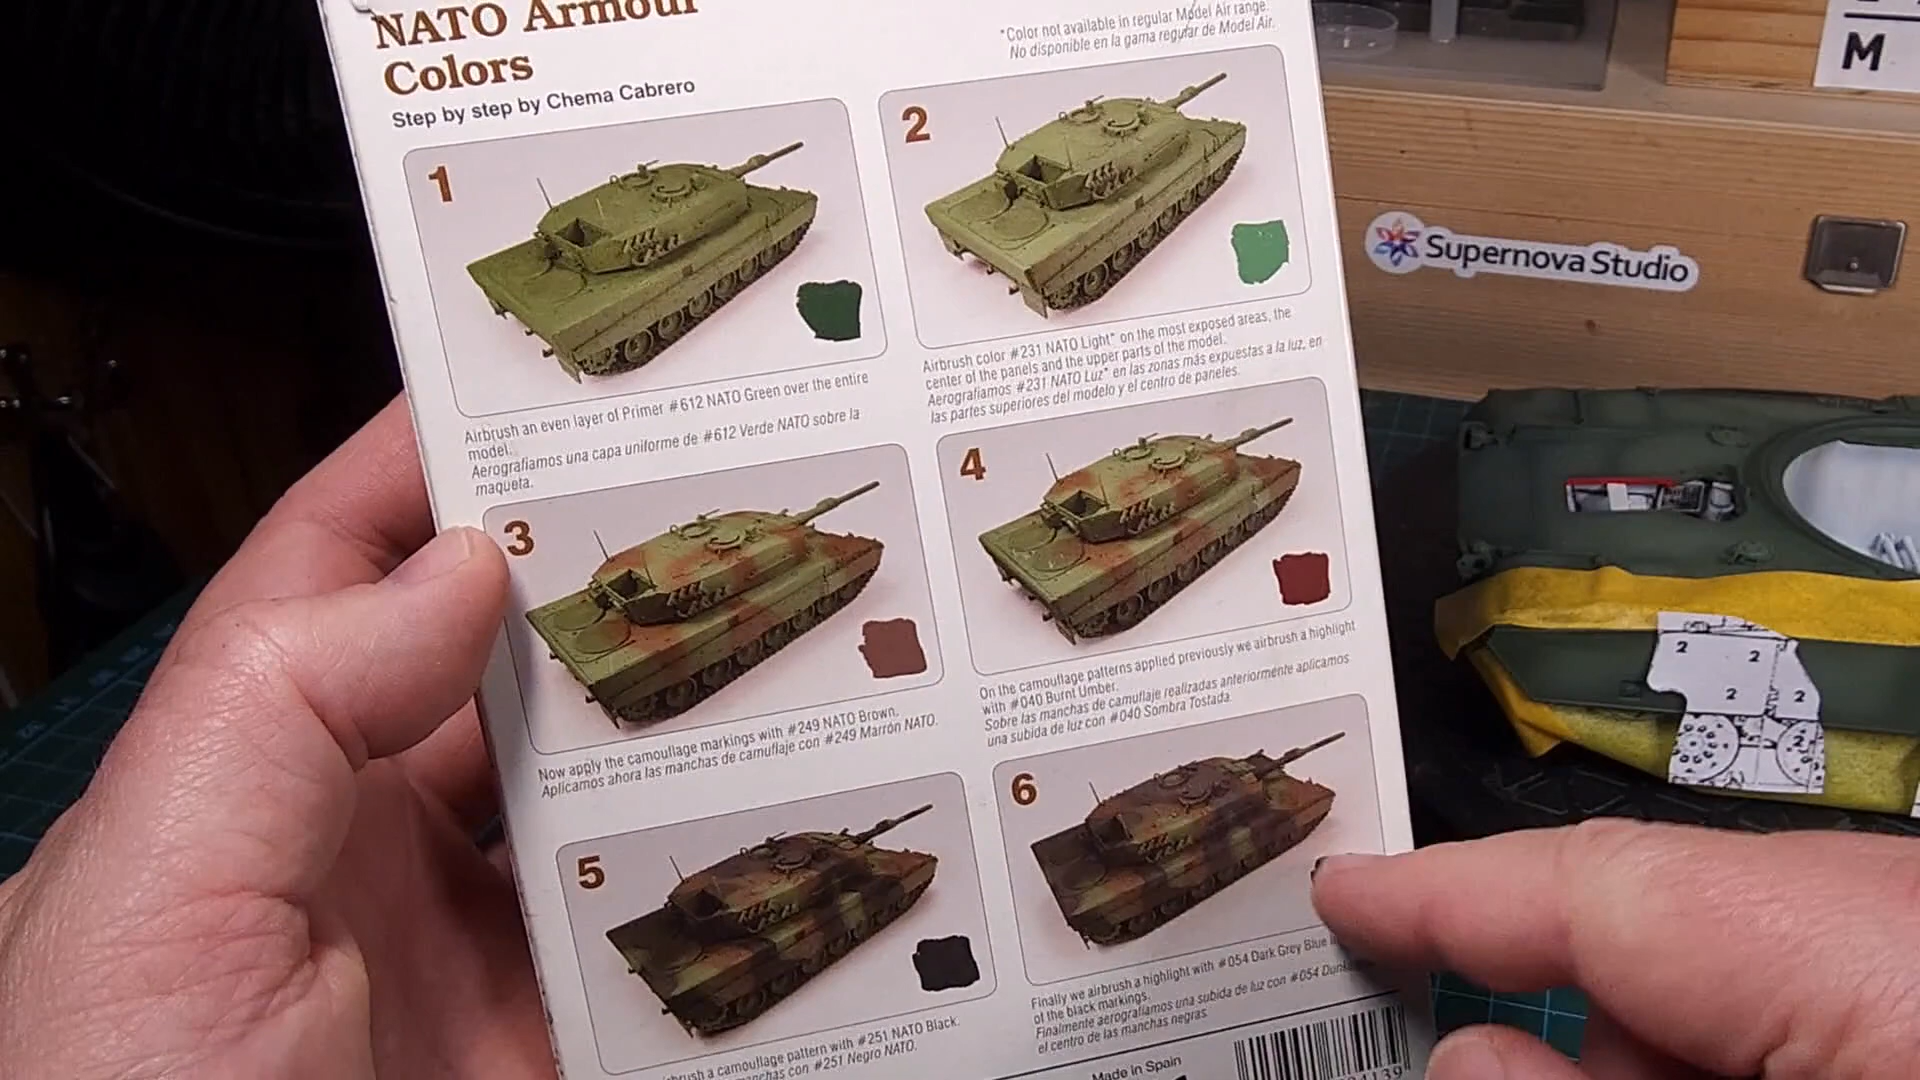 NATO Armour
Colors
Step by step by Chema Cabrero
*Color not available in regular Model Air range.
No disponible en la gama regular de Model Air.
1
Airbrush an even layer of Primer #612 NATO Green over the entire
model.
Aerografiamos una capa uniforme de #612 Verde NATO sobre la
maqueta.
2
Airbrush color #231 NATO Light* on the most exposed areas, the
center of the panels and the upper parts of the model.
Aerografiamos #231 NATO Luz* en las zonas más expuestas a la luz, en
las partes superiores del modelo y el centro de paneles.
3
Now apply the camouflage markings with #249 NATO Brown.
Aplicamos ahora las manchas de camuflaje con #249 Marrón NATO.
4
On the camouflage patterns applied previously we airbrush a highlight
with #040 Burnt Umber.
Sobre las manchas de camuflaje realizadas anteriormente aplicamos
una subida de luz con #040 Sombra Tostada.
5
a camouflage pattern with #251 NATO Black.
con #251 Negro NATO.
6
Finally we airbrush a highlight with #054 Dark Grey Blue
of the black markings.
Finalmente aerografiamos una subida de luz con #054
el centro de las manchas negras.
Made in Spain
Supernova Studio
M
2
2
2
2
2